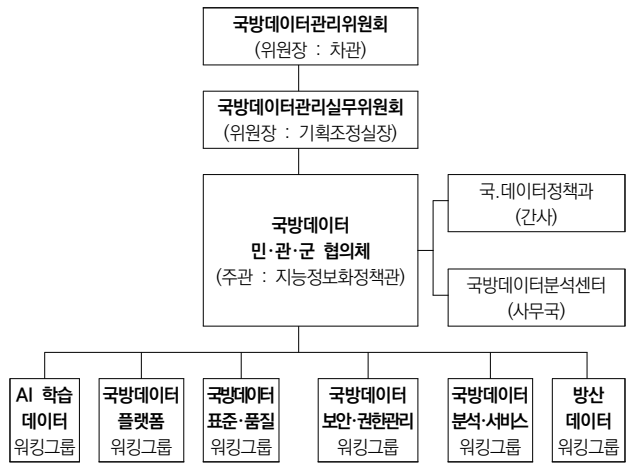 국방데이터관리위원회
(위원장 : 차관)
국방데이터관리실무위원회
(위원장 : 기획조정실장)
국방데이터
민·관·군 협의체
(주관 : 지능정보화정책관)
국.데이터정책과
(간사)
국방데이터분석센터
(사무국)
AI 학습
데이터
워킹그룹
국방데이터
플랫폼
워킹그룹
국방데이터
표준·품질
워킹그룹
국방데이터
보안·권한관리
워킹그룹
국방데이터
분석·서비스
워킹그룹
방산
데이터
워킹그룹